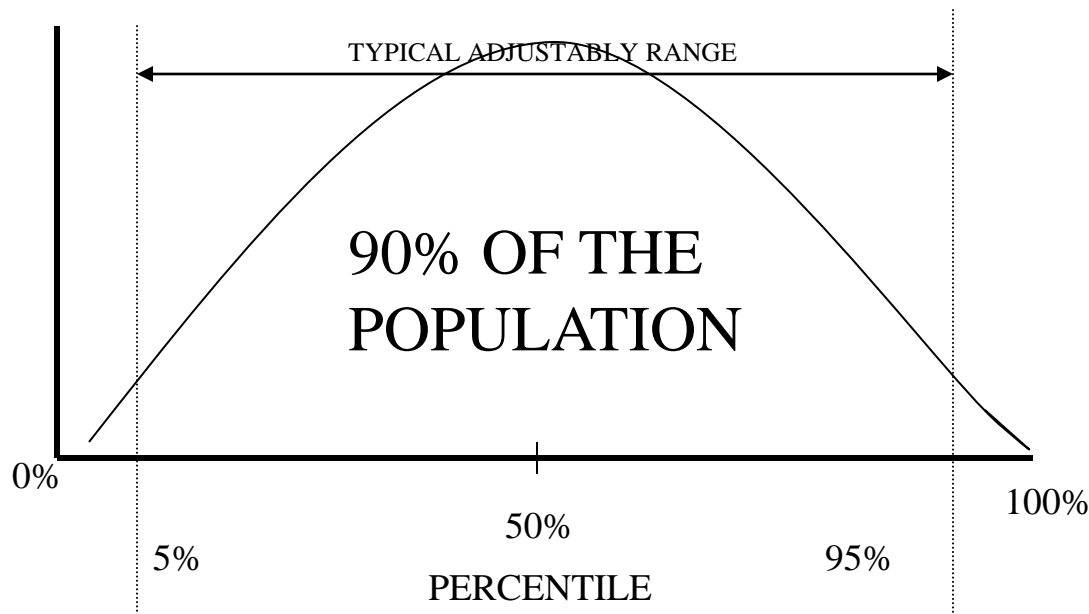 TYPICAL ADJUSTABLY RANGE
90% OF THE
POPULATION
0%
100%
50%
5%
95%
PERCENTILE